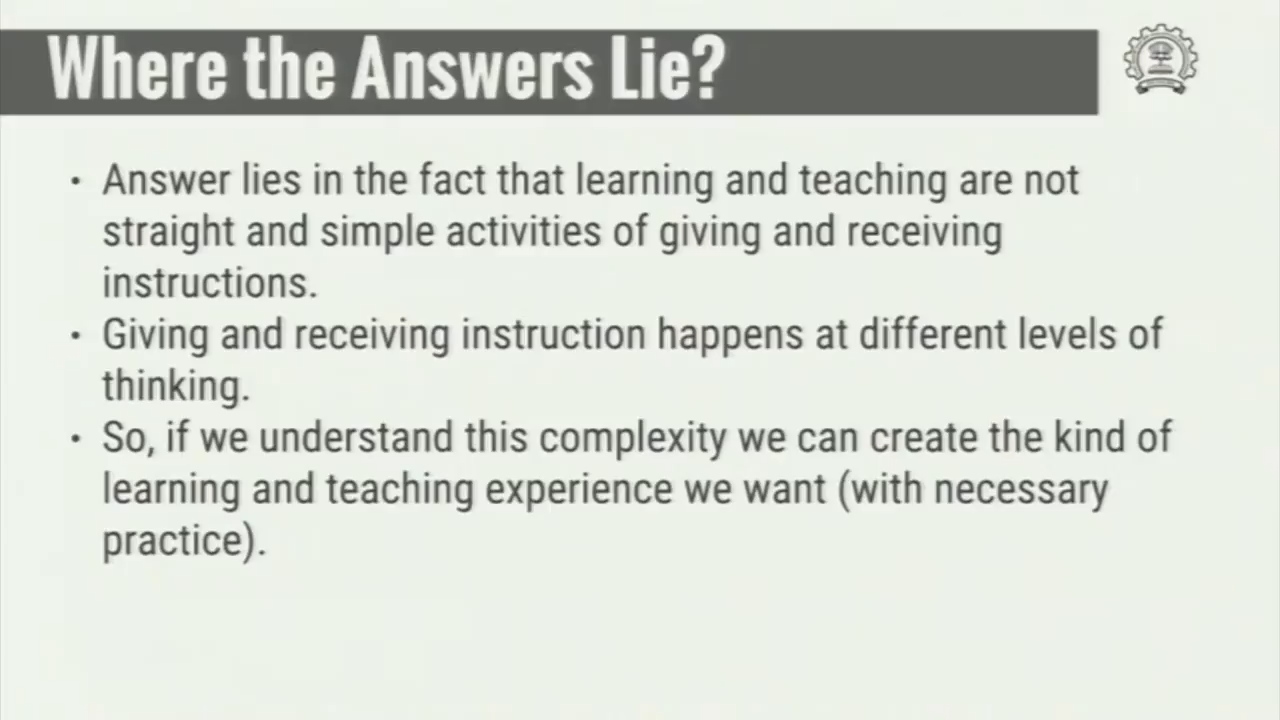 Where the Answers Lie?
• Answer lies in the fact that learning and teaching are not
straight and simple activities of giving and receiving
instructions.
• Giving and receiving instruction happens at different levels of
thinking.
• So, if we understand this complexity we can create the kind of
learning and teaching experience we want (with necessary
practice).